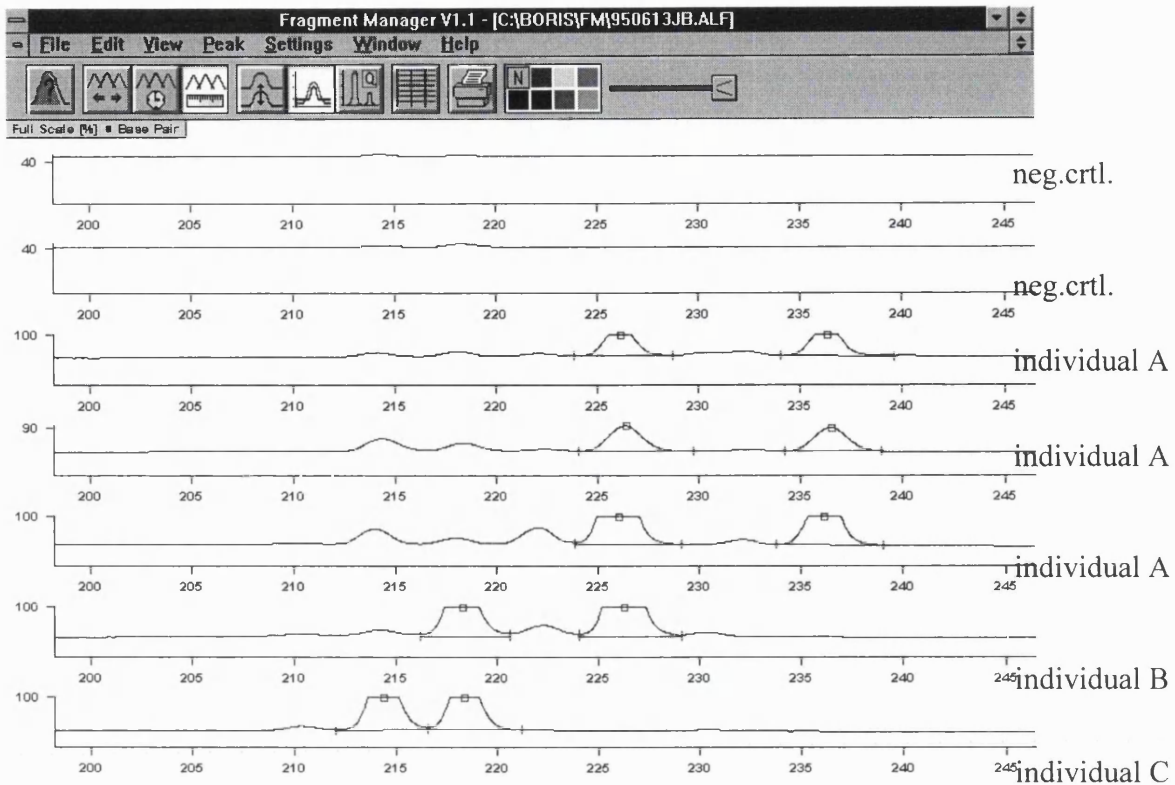 Fragment Manager V1.1 - [C:\BORIS\FM\950613JB.ALF]
File Edit View Peak Settings Window Help
Q N
Full Scale [%] Base Pair
40
neg.crtl.
200 205 210 215 220 225 230 235 240 245
40
neg.crtl.
200 205 210 215 220 225 230 235 240 245
100
individual A
200 205 210 215 220 225 230 235 240 245
90
individual A
200 205 210 215 220 225 230 235 240 245
100
individual A
200 205 210 215 220 225 230 235 240 245
100
200 205 210 215 220 225 230 235 240 245
individual B
100
200 205 210 215 220 225 230 235 240 245
individual C